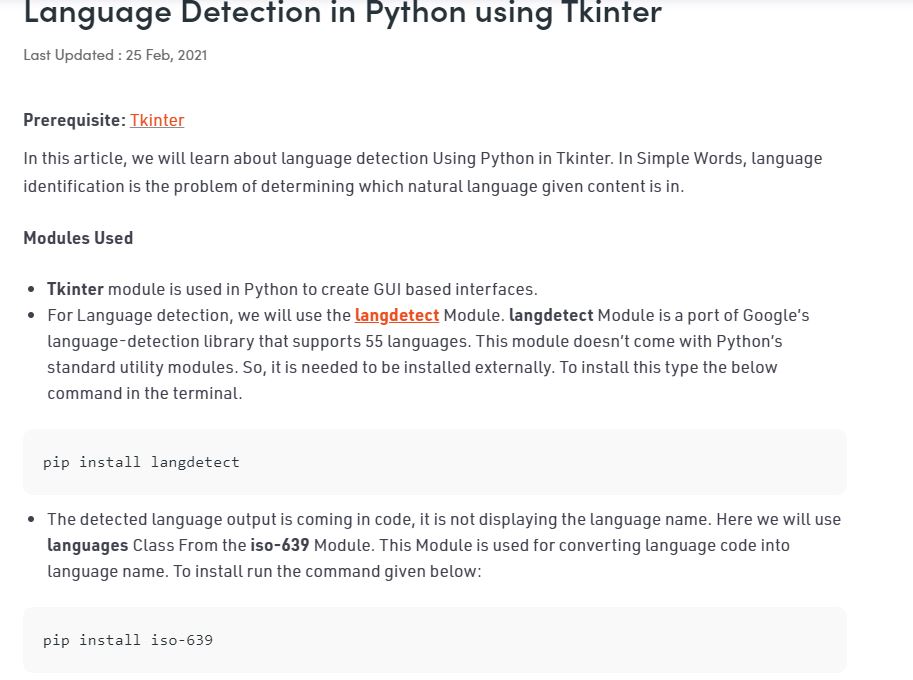 Language Detection in Python using Tkinter
Last Updated : 25 Feb, 2021
Prerequisite: Tkinter
In this article, we will learn about language detection Using Python in Tkinter. In Simple Words, language
identification is the problem of determining which natural language given content is in.
Modules Used
• Tkinter module is used in Python to create GUI based interfaces.
• For Language detection, we will use the langdetect Module. langdetect Module is a port of Google's
language-detection library that supports 55 languages. This module doesn't come with Python's
standard utility modules. So, it is needed to be installed externally. To install this type the below
command in the terminal.
pip install langdetect
• The detected language output is coming in code, it is not displaying the language name. Here we will use
languages Class From the iso-639 Module. This Module is used for converting language code into
language name. To install run the command given below:
pip install iso-639